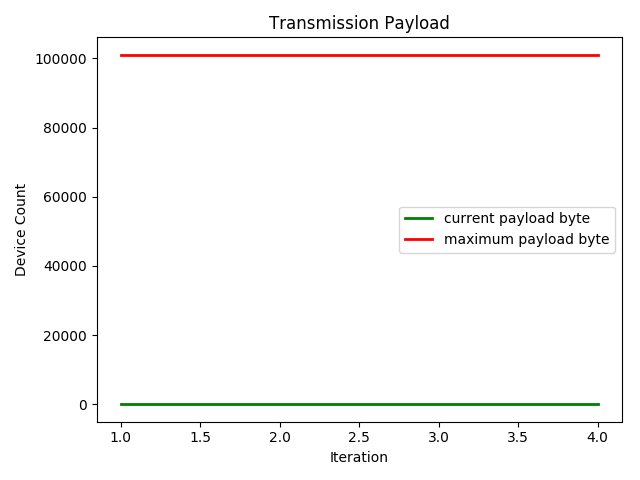 Transmission Payload
Device Count
100000
80000
60000
40000
20000
0
current payload byte
maximum payload byte
1.0 1.5 2.0 2.5 3.0 3.5 4.0
Iteration